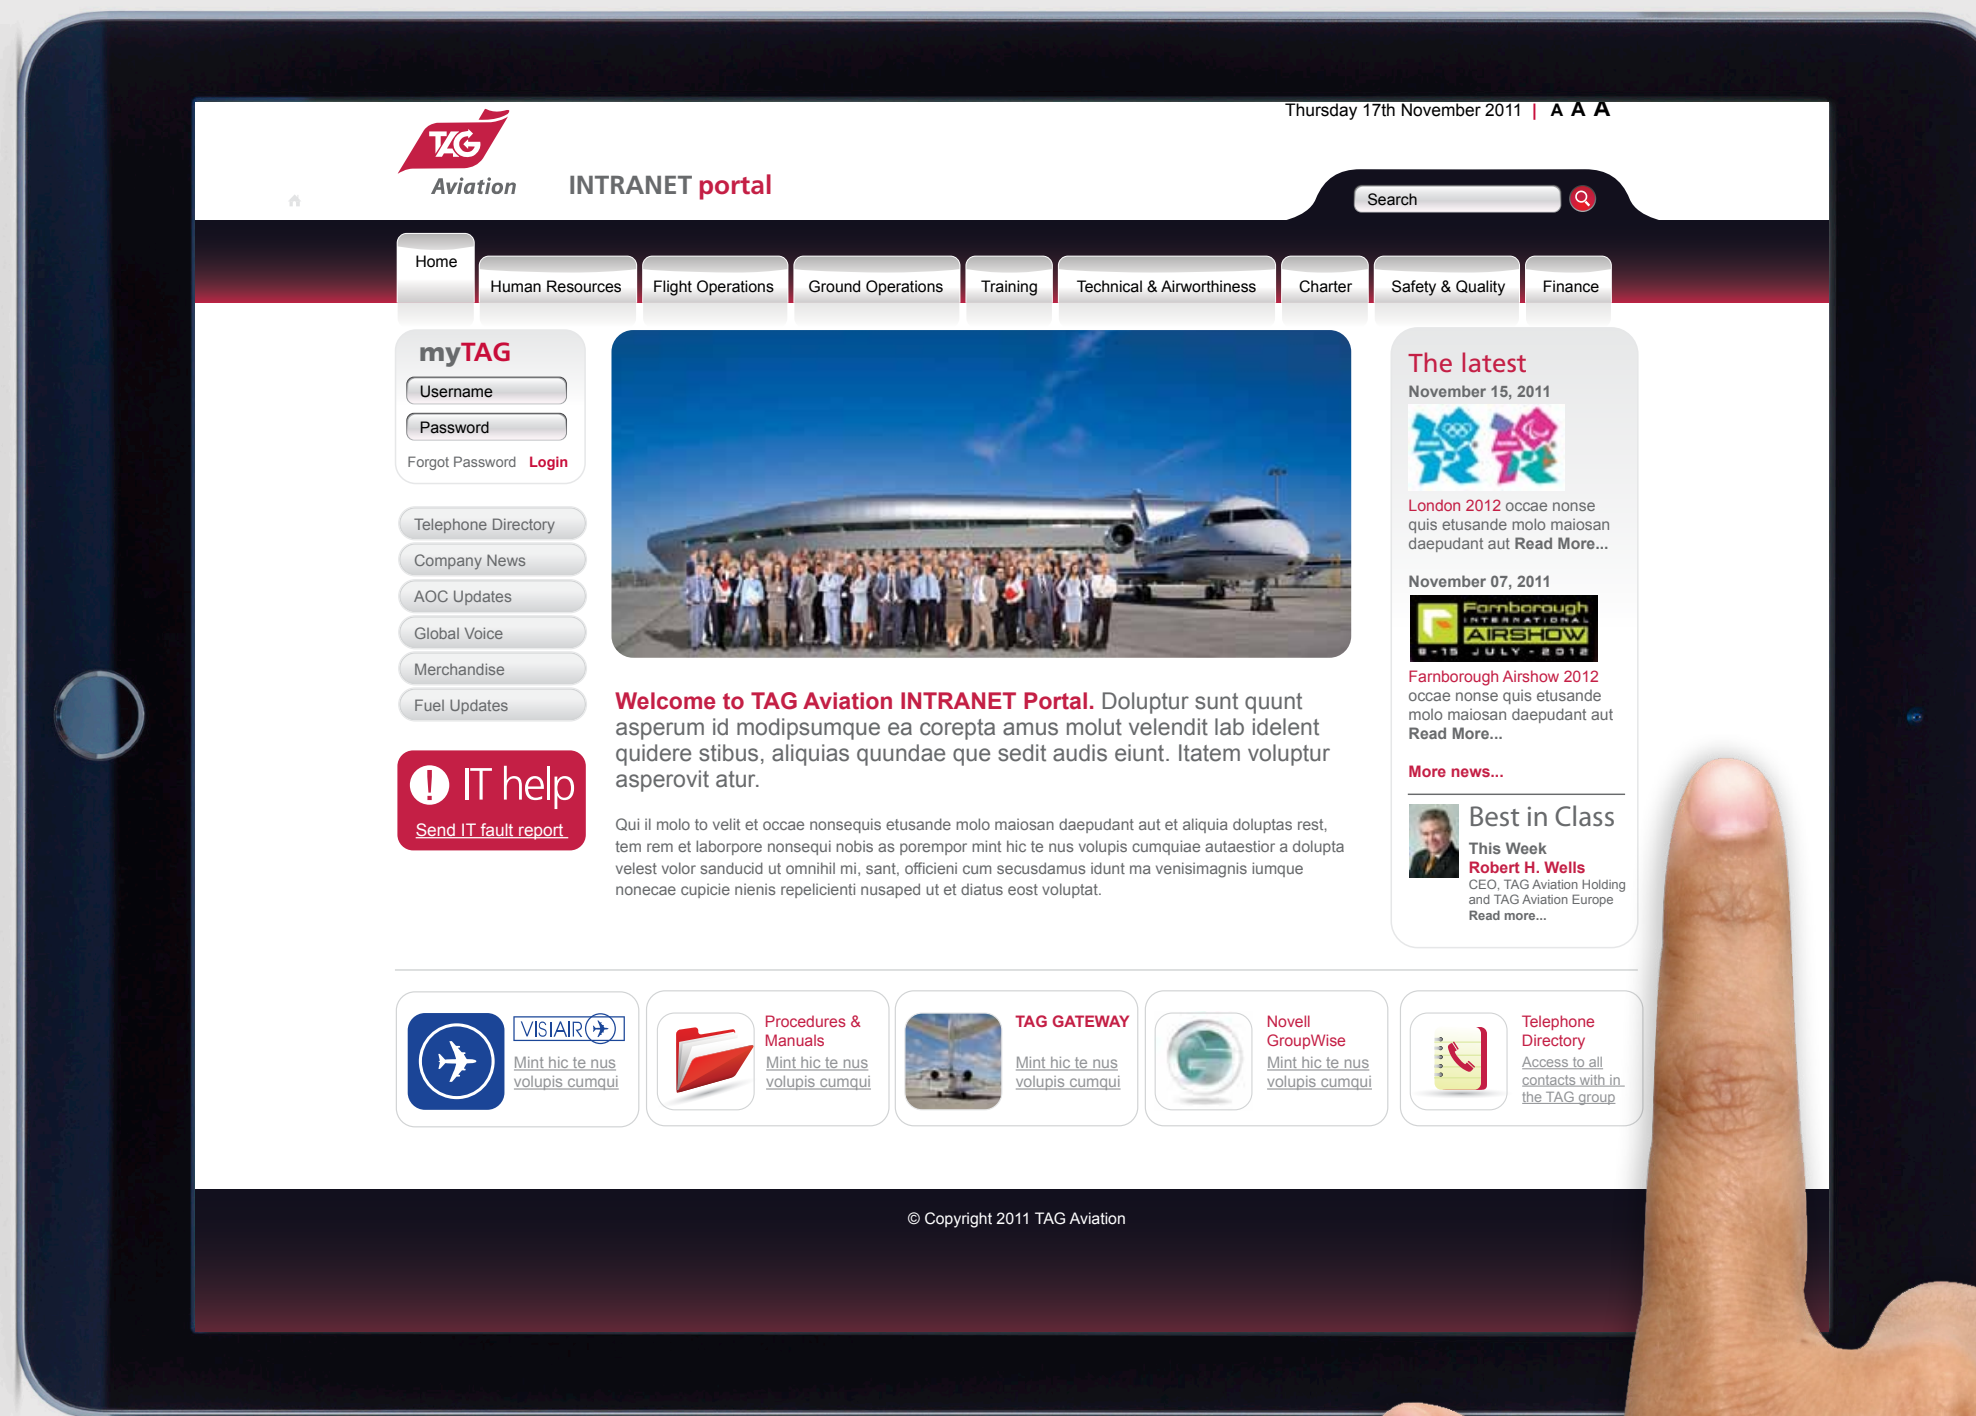 Thursday 17th November 2011 | A A A
TAG
Aviation
INTRANET portal
Search
Home
Human Resources
Flight Operations
Ground Operations
Training
Technical & Airworthiness
Charter
Safety & Quality
Finance
myTAG
Username
Password
Forgot Password Login
Telephone Directory
Company News
AOC Updates
Global Voice
Merchandise
Fuel Updates
! IT help
Send IT fault report
Welcome to TAG Aviation INTRANET Portal. Doluptur sunt quunt
asperum id modipsumque ea corepta amus molut velendit lab idelent
quidere stibus, aliquias quundae que sedit audis eiunt. Itatem voluptur
asperovit atur.
Qui il molo to velit et occae nonsequis etusande molo maiosan daepudant aut et aliquia doluptas rest,
tem rem et laborpore nonsequi nobis as porempor mint hic te nus volupis cumquiae autaestior a dolupta
velest volor sanducid ut omnihil mi, sant, officieni cum secusdamus idunt ma venisimagnis iumque
nonecae cupicie nienis repelicienti nusaped ut et diatus eost voluptat.
The latest
November 15, 2011
London 2012 occae nonse
quis etusande molo maiosan
daepudant aut Read More...
November 07, 2011
Farnborough
INTERNATIONAL
AIRSHOW
9-15 JULY - 2012
Farnborough Airshow 2012
occae nonse quis etusande
molo maiosan daepudant aut
Read More...
More news...
Best in Class
This Week
Robert H. Wells
CEO, TAG Aviation Holding
and TAG Aviation Europe
Read more...
VISIAIR
Mint hic te nus
volupis cumqui
Procedures &
Manuals
Mint hic te nus
volupis cumqui
TAG GATEWAY
Mint hic te nus
volupis cumqui
Novell
GroupWise
Mint hic te nus
volupis cumqui
Telephone
Directory
Access to all
contacts with in
the TAG group
© Copyright 2011 TAG Aviation